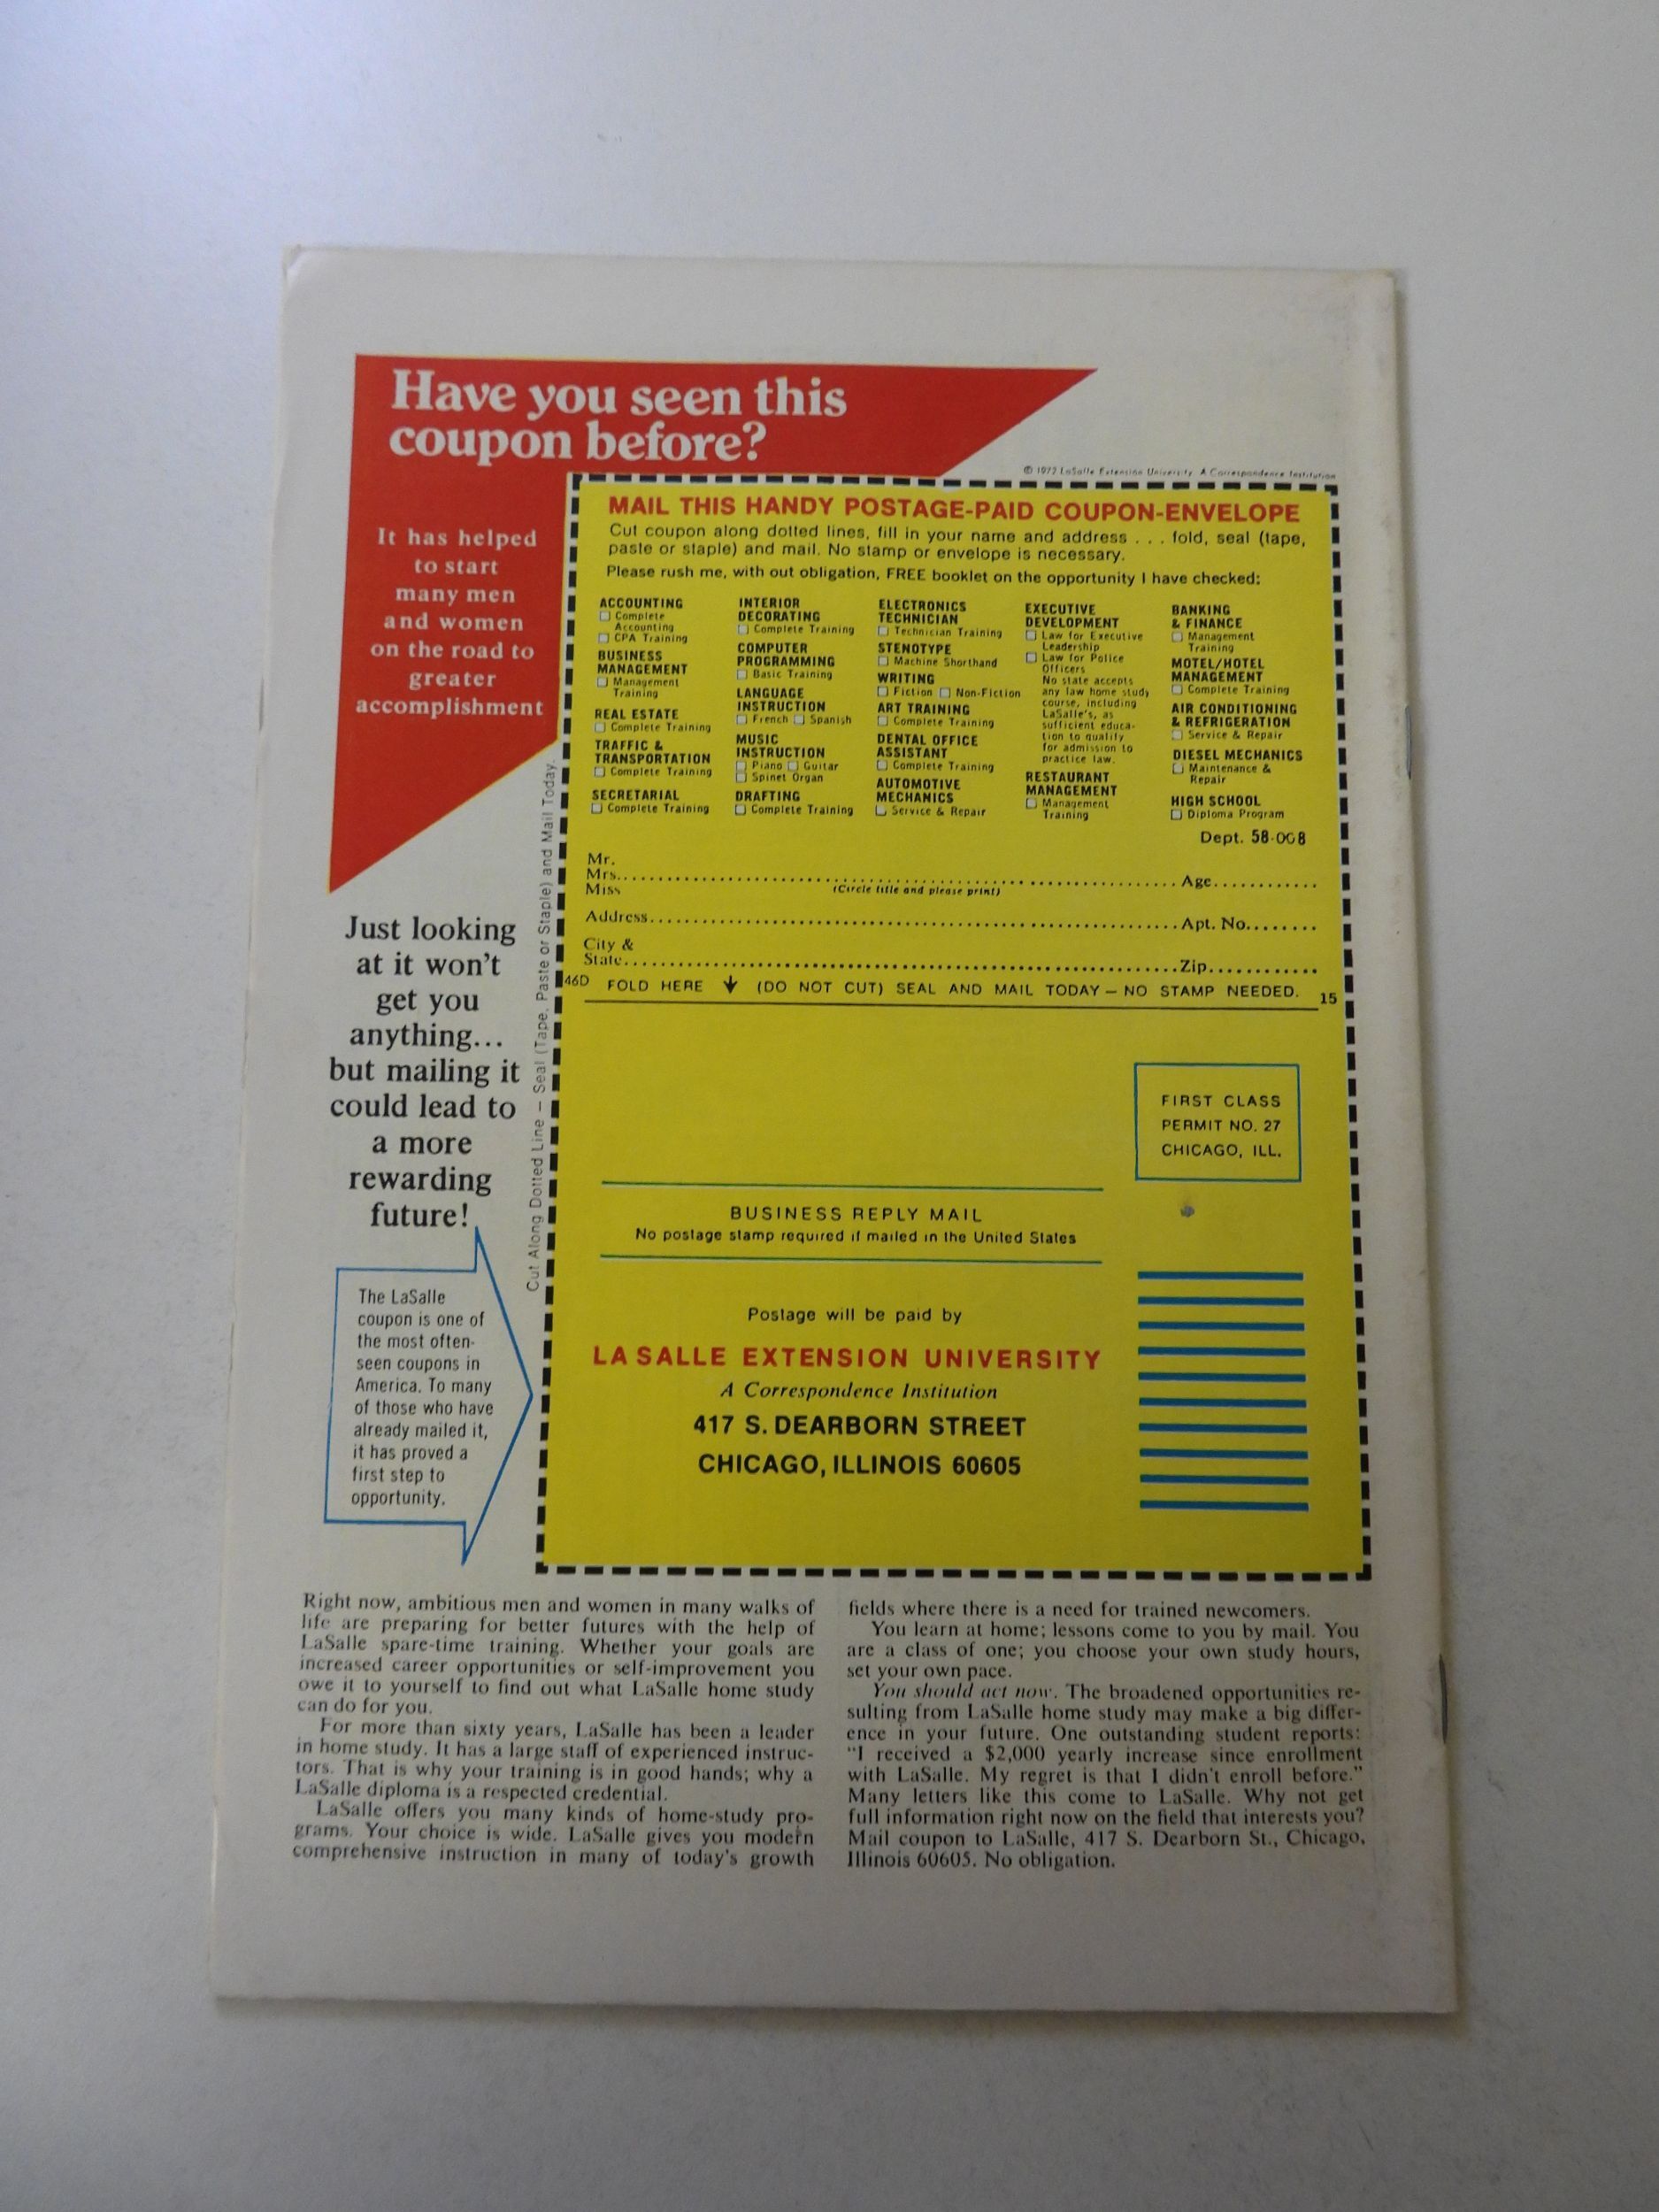 Have you seen this
coupon before?
It has helped
to start
many men
and women
on the road to
greater
accomplishment
Just looking
at it won't
get you
anything...
but mailing it
could lead to
a more
rewarding
future!
The LaSalle
coupon is one of
the most often-
seen coupons in
America. To many
of those who have
already mailed it,
it has proved a
first step to
opportunity.
Cut Along Dotted Line – Seal (Tape, Paste or Staple) and Mail Today.
© 1972 LaSalle Extension University. A Correspondence Institution
MAIL THIS HANDY POSTAGE-PAID COUPON-ENVELOPE
Cut coupon along dotted lines, fill in your name and address . . . fold, seal (tape,
paste or staple) and mail. No stamp or envelope is necessary.
Please rush me, with out obligation, FREE booklet on the opportunity I have checked:
ACCOUNTING
☐ Complete
Accounting
☐ CPA Training
BUSINESS
MANAGEMENT
☐ Management
Training
REAL ESTATE
☐ Complete Training
TRAFFIC &
TRANSPORTATION
☐ Complete Training
SECRETARIAL
☐ Complete Training
INTERIOR
DECORATING
☐ Complete Training
COMPUTER
PROGRAMMING
☐ Basic Training
LANGUAGE
INSTRUCTION
☐ French ☐ Spanish
MUSIC
INSTRUCTION
☐ Piano ☐ Guitar
☐ Spinet Organ
DRAFTING
☐ Complete Training
ELECTRONICS
TECHNICIAN
☐ Technician Training
STENOTYPE
☐ Machine Shorthand
WRITING
☐ Fiction ☐ Non-Fiction
ART TRAINING
☐ Complete Training
DENTAL OFFICE
ASSISTANT
☐ Complete Training
AUTOMOTIVE
MECHANICS
☐ Service & Repair
EXECUTIVE
DEVELOPMENT
☐ Law for Executive
Leadership
☐ Law for Police
Officers
No state accepts
any law home study
course, including
LaSalle's, as
sufficient educa-
tion to qualify
for admission to
practice law.
RESTAURANT
MANAGEMENT
☐ Management
Training
BANKING
& FINANCE
☐ Management
Training
MOTEL/HOTEL
MANAGEMENT
☐ Complete Training
AIR CONDITIONING
& REFRIGERATION
☐ Service & Repair
DIESEL MECHANICS
☐ Maintenance &
Repair
HIGH SCHOOL
☐ Diploma Program
Dept. 58-008
Mr.
Mrs. Age
Miss (Circle title and please print)
Address Apt. No.
City &
State Zip
46D FOLD HERE ↓ (DO NOT CUT) SEAL AND MAIL TODAY – NO STAMP NEEDED. 15
FIRST CLASS
PERMIT NO. 27
CHICAGO, ILL.
BUSINESS REPLY MAIL
No postage stamp required if mailed in the United States
Postage will be paid by
LA SALLE EXTENSION UNIVERSITY
A Correspondence Institution
417 S. DEARBORN STREET
CHICAGO, ILLINOIS 60605
Right now, ambitious men and women in many walks of
life are preparing for better futures with the help of
LaSalle spare-time training. Whether your goals are
increased career opportunities or self-improvement you
owe it to yourself to find out what LaSalle home study
can do for you.
For more than sixty years, LaSalle has been a leader
in home study. It has a large staff of experienced instruc-
tors. That is why your training is in good hands; why a
LaSalle diploma is a respected credential.
LaSalle offers you many kinds of home-study pro-
grams. Your choice is wide. LaSalle gives you modern
comprehensive instruction in many of today's growth
fields where there is a need for trained newcomers.
You learn at home; lessons come to you by mail. You
are a class of one; you choose your own study hours,
set your own pace.
You should act now. The broadened opportunities re-
sulting from LaSalle home study may make a big differ-
ence in your future. One outstanding student reports:
"I received a $2,000 yearly increase since enrollment
with LaSalle. My regret is that I didn't enroll before."
Many letters like this come to LaSalle. Why not get
full information right now on the field that interests you?
Mail coupon to LaSalle, 417 S. Dearborn St., Chicago,
Illinois 60605. No obligation.